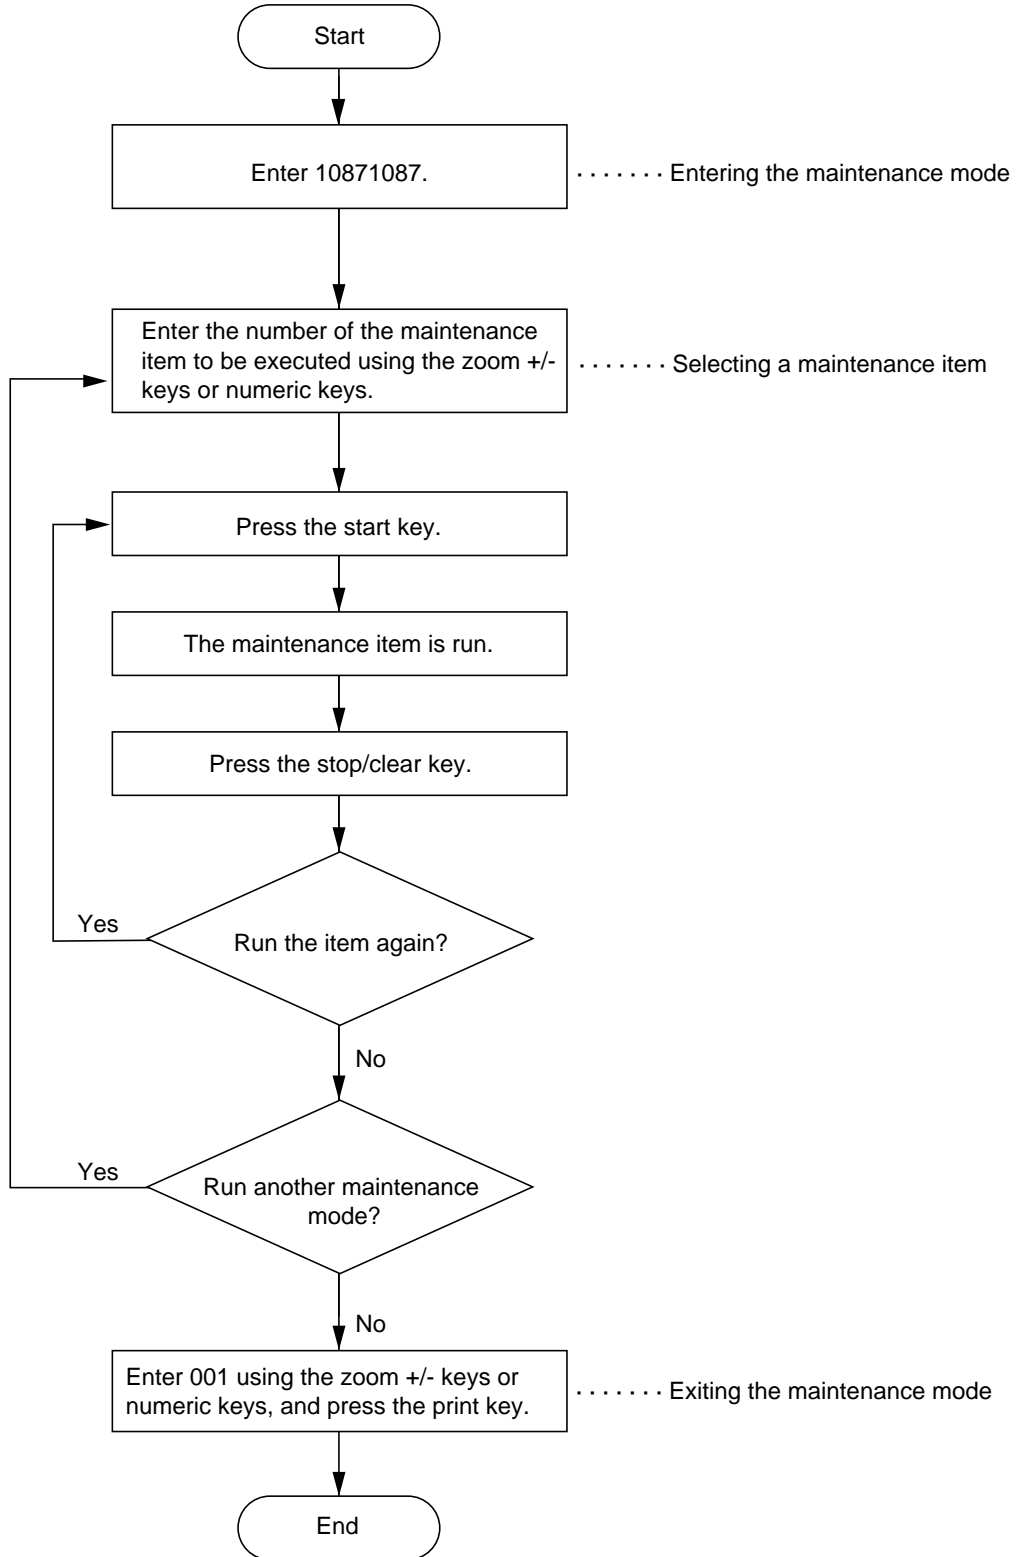 Start
Enter 10871087.
. . . . . . . Entering the maintenance mode
Enter the number of the maintenance
item to be executed using the zoom +/-
keys or numeric keys.
. . . . . . . Selecting a maintenance item
Press the start key.
The maintenance item is run.
Press the stop/clear key.
Yes
Run the item again?
No
Yes
Run another maintenance
mode?
No
Enter 001 using the zoom +/- keys or
numeric keys, and press the print key.
. . . . . . . Exiting the maintenance mode
End